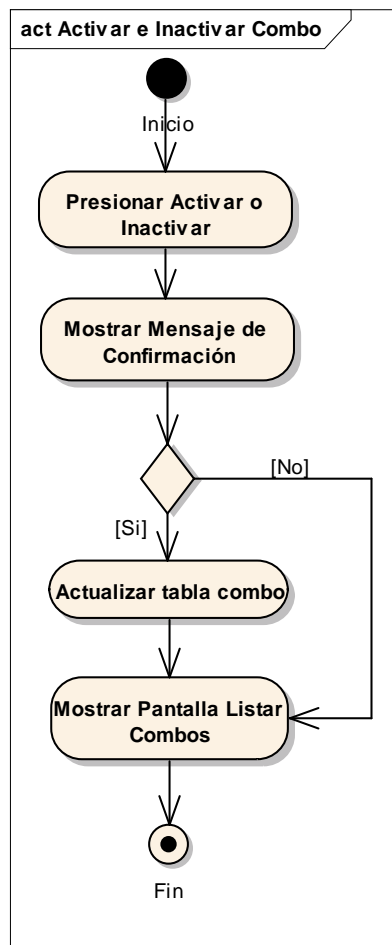 act Activar e Inactivar Combo
Inicio
Presionar Activar o
Inactivar
Mostrar Mensaje de
Confirmación
[No]
[Si]
Actualizar tabla combo
Mostrar Pantalla Listar
Combos
Fin